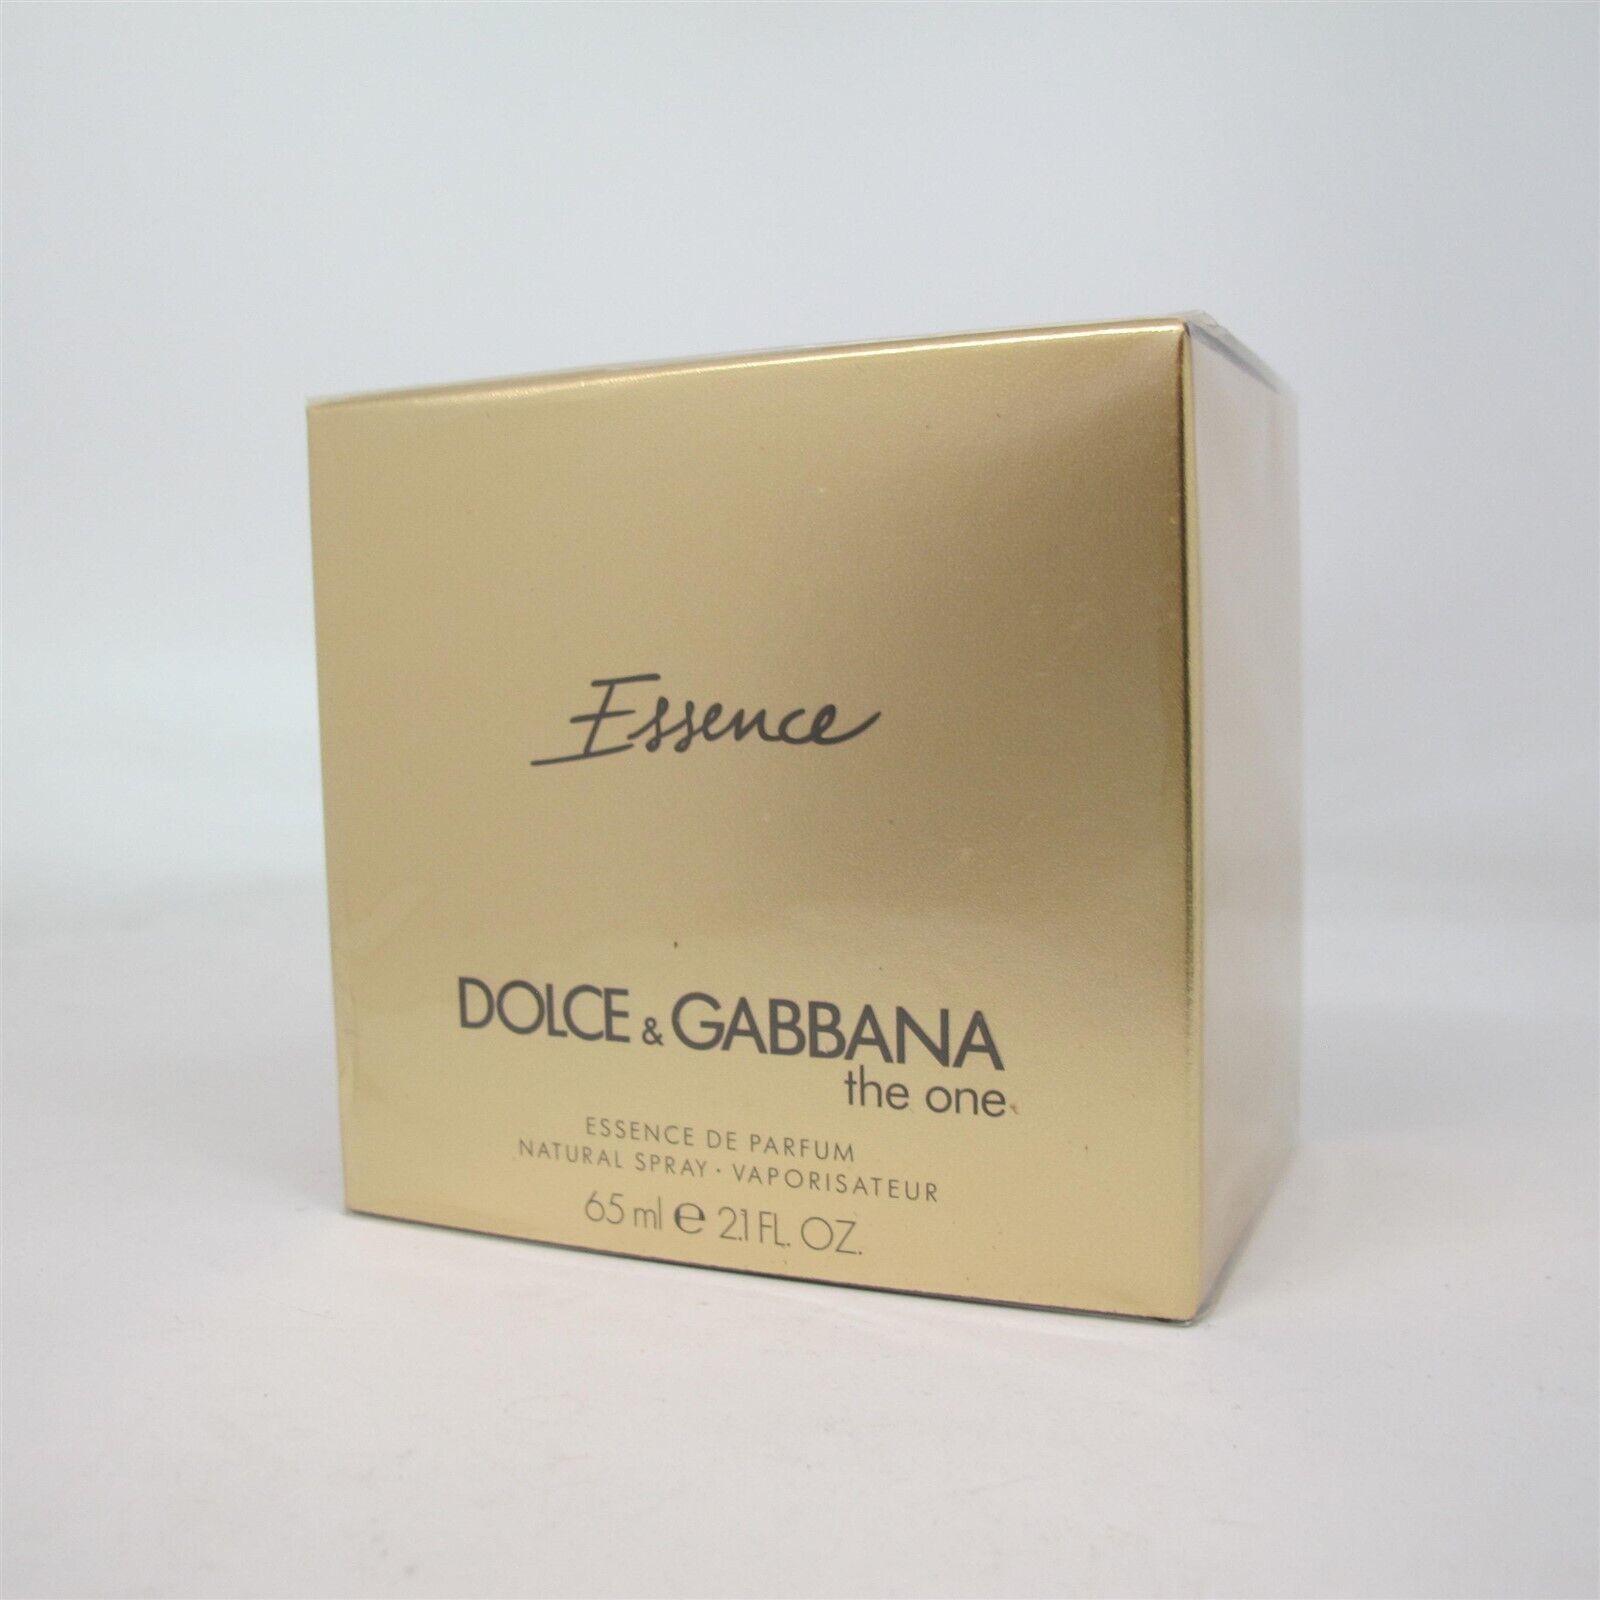 Essence
DOLCE & GABBANA
the one
ESSENCE DE PARFUM
NATURAL SPRAY · VAPORISATEUR
65 ml ℮ 2.1 FL. OZ.